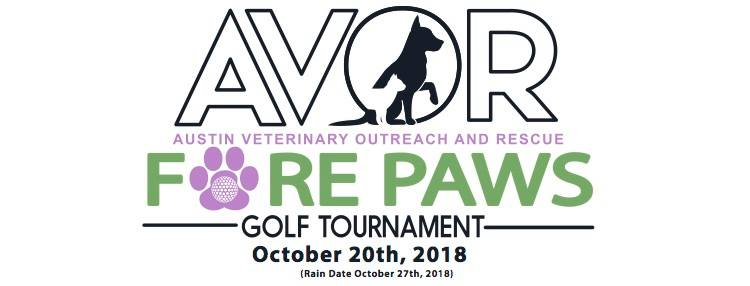 AVOR
AUSTIN VETERINARY OUTREACH AND RESCUE
FORE PAWS
GOLF TOURNAMENT
October 20th, 2018
(Rain Date October 27th, 2018)